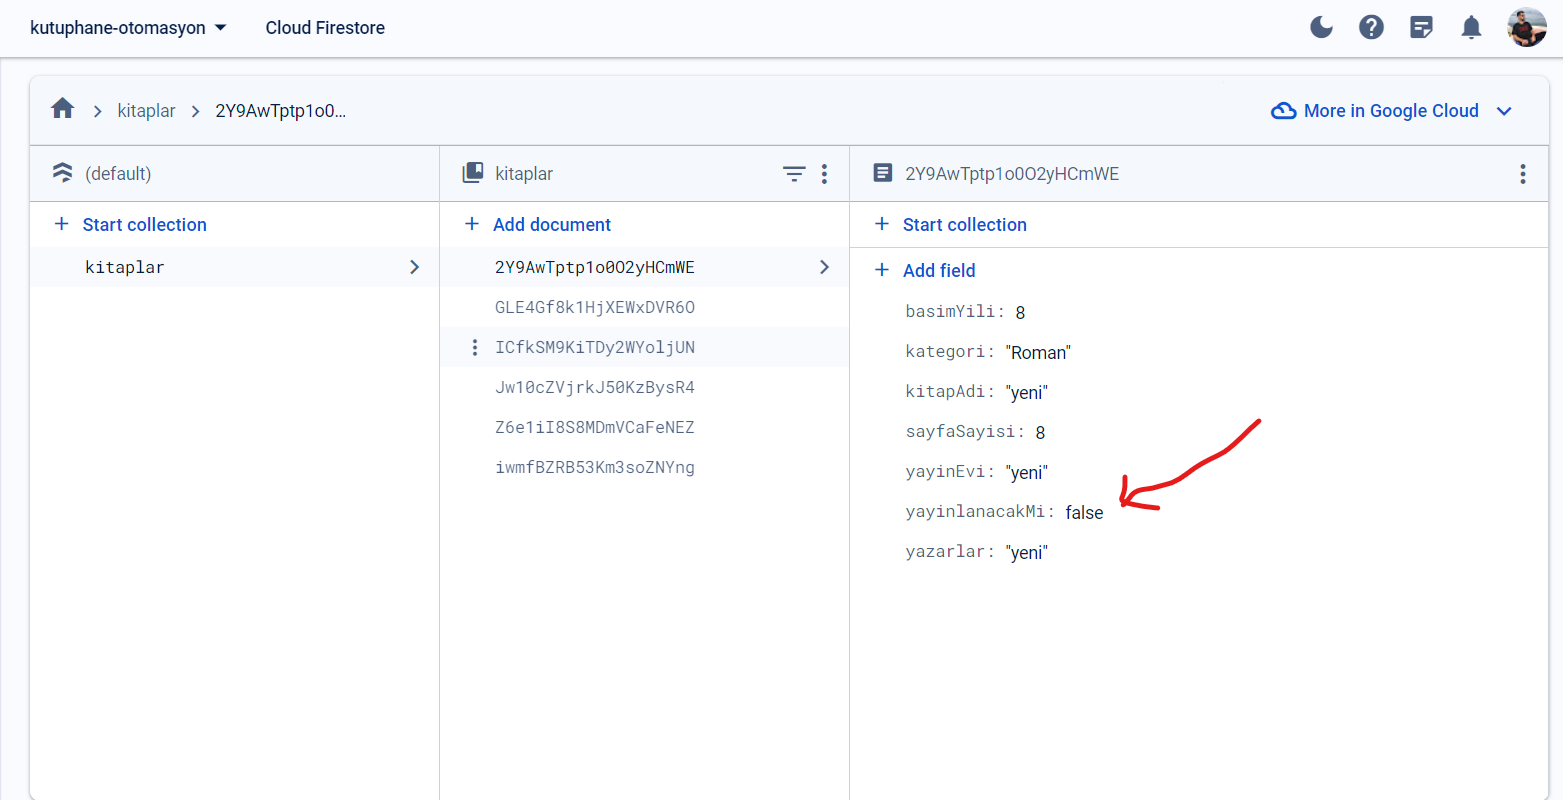 kutuphane-otomasyon Cloud Firestore
kitaplar 2Y9AwTptp1o0... More in Google Cloud
(default) kitaplar 2Y9AwTptp1o0O2yHCmWE
+ Start collection + Add document + Start collection
kitaplar 2Y9AwTptp1o0O2yHCmWE
+ Add field
GLE4Gf8k1HjXEWxDVR6O basimYili: 8
ICfkSM9KiTDy2WYoljUN kategori: "Roman"
Jw10cZVjrkJ50KzBysR4 kitapAdi: "yeni"
Z6e1iI8S8MDmVCaFeNEZ sayfaSayisi: 8
iwmfBZRB53Km3soZNYng yayinEvi: "yeni"
yayinlanacakMi: false
yazarlar: "yeni"